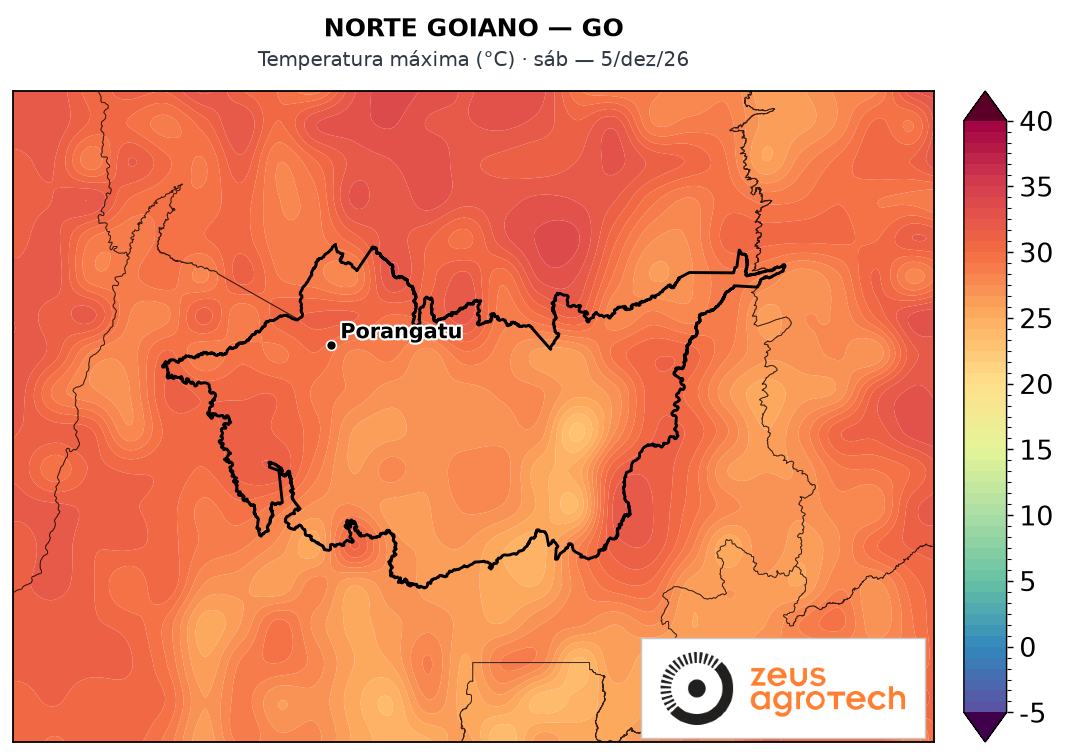 NORTE GOIANO — GO
Temperatura máxima (°C) · sáb — 5/dez/26
Porangatu
40
35
30
25
20
15
10
5
0
-5
zeus
agrotech